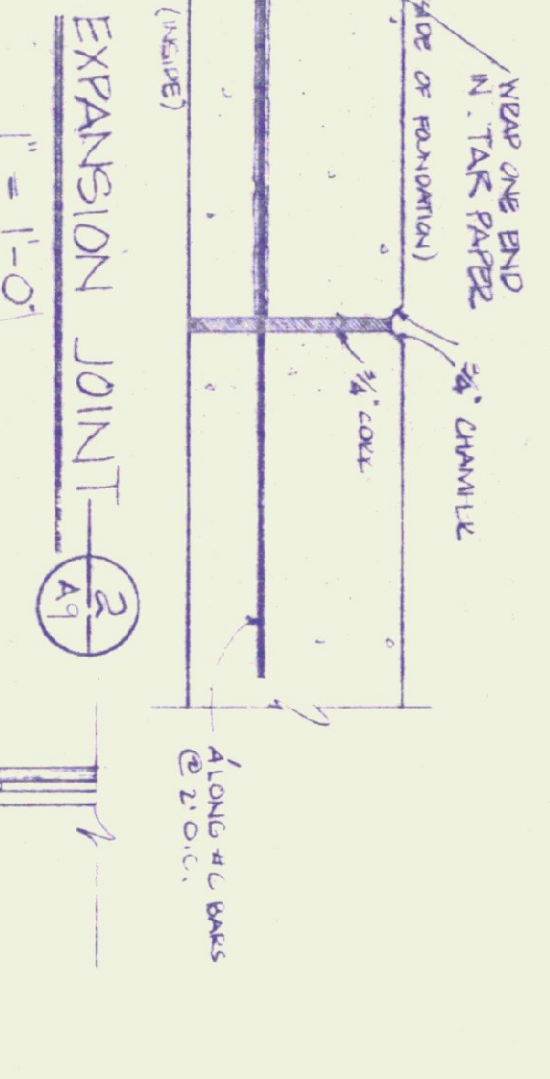 WRAP ONE END
IN TAR PAPER
SIDE OF FOUNDATION)
3/4" CHAMFER
3/4" CORK
(INSIDE)
LONG #6 BARS
@ 2' O.C.
EXPANSION JOINT
2
A9
1" = 1'-0"